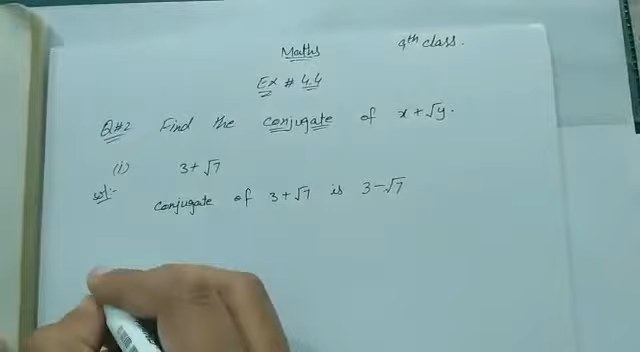 Maths 9th class.
Ex # 4.4
Q#2 Find the conjugate of x+√y.
(i) 3+√7
Sol:- conjugate of 3+√7 is 3-√7